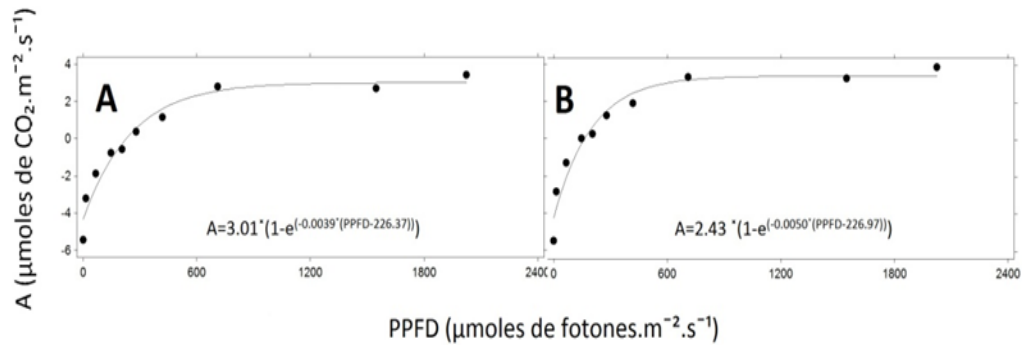 A (µmoles de CO₂.m⁻².s⁻¹)
4
2
0
-2
-4
-6
A
A=3.01*(1-e^(-0.0039*(PPFD-226.37)))
0 600 1200 1800 2400
B
A=2.43 *(1-e^(-0.0050*(PPFD-226.97)))
0 600 1200 1800 2400
PPFD (µmoles de fotones.m⁻².s⁻¹)